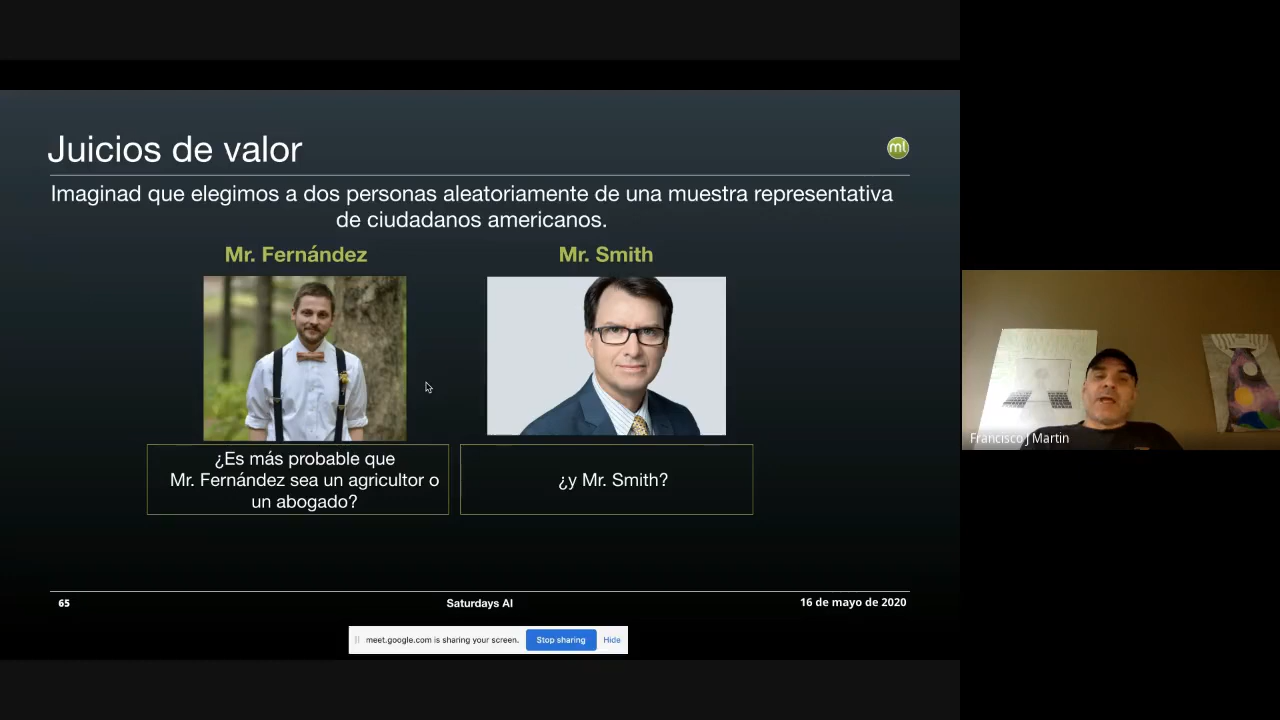 Juicios de valor
ml
Imaginad que elegimos a dos personas aleatoriamente de una muestra representativa
de ciudadanos americanos.
Mr. Fernández
Mr. Smith
¿Es más probable que
Mr. Fernández sea un agricultor o
un abogado?
¿y Mr. Smith?
Francisco J Martin
65
Saturdays AI
16 de mayo de 2020
meet.google.com is sharing your screen.
Stop sharing
Hide